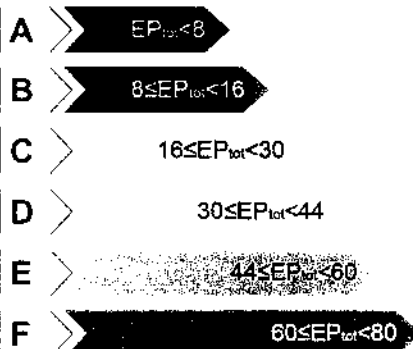 A EPtot<8
B 8≤EPtot<16
C 16≤EPtot<30
D 30≤EPtot<44
E 44≤EPtot<60
F 60≤EPtot<80